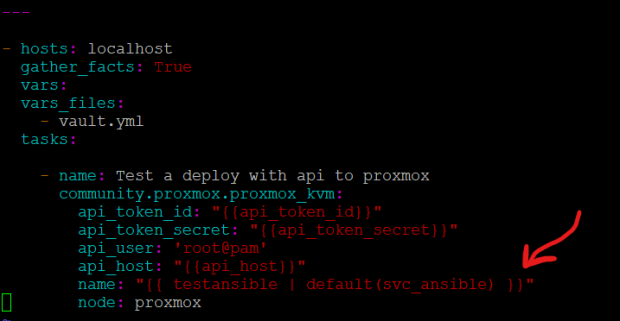 ---
- hosts: localhost
gather_facts: True
vars:
vars_files:
- vault.yml
tasks:
- name: Test a deploy with api to proxmox
community.proxmox.proxmox_kvm:
api_token_id: "{{api_token_id}}"
api_token_secret: "{{api_token_secret}}"
api_user: 'root@pam'
api_host: "{{api_host}}"
name: "{{ testansible | default(svc_ansible) }}"
node: proxmox
~